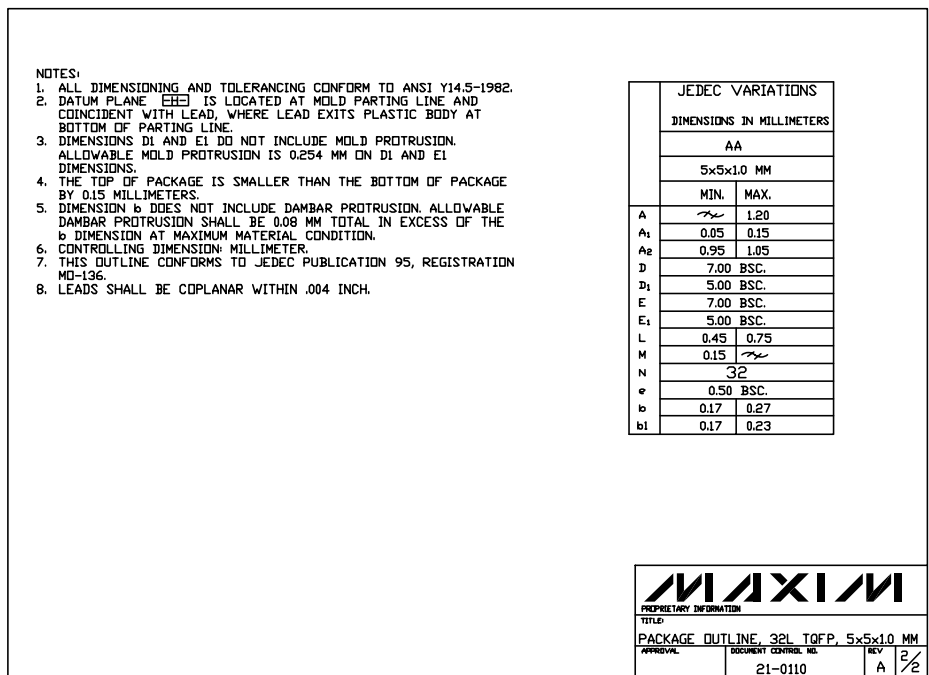 NOTES:
1. ALL DIMENSIONING AND TOLERANCING CONFORM TO ANSI Y14.5-1982.
2. DATUM PLANE -H- IS LOCATED AT MOLD PARTING LINE AND
COINCIDENT WITH LEAD, WHERE LEAD EXITS PLASTIC BODY AT
BOTTOM OF PARTING LINE.
3. DIMENSIONS D1 AND E1 DO NOT INCLUDE MOLD PROTRUSION.
ALLOWABLE MOLD PROTRUSION IS 0.254 MM ON D1 AND E1
DIMENSIONS.
4. THE TOP OF PACKAGE IS SMALLER THAN THE BOTTOM OF PACKAGE
BY 0.15 MILLIMETERS.
5. DIMENSION b DOES NOT INCLUDE DAMBAR PROTRUSION. ALLOWABLE
DAMBAR PROTRUSION SHALL BE 0.08 MM TOTAL IN EXCESS OF THE
b DIMENSION AT MAXIMUM MATERIAL CONDITION.
6. CONTROLLING DIMENSION: MILLIMETER.
7. THIS OUTLINE CONFORMS TO JEDEC PUBLICATION 95, REGISTRATION
MO-136.
8. LEADS SHALL BE COPLANAR WITHIN .004 INCH.
JEDEC VARIATIONS
DIMENSIONS IN MILLIMETERS
AA
5x5x1.0 MM
MIN. MAX.
A 1.20
A1 0.05 0.15
A2 0.95 1.05
D 7.00 BSC.
D1 5.00 BSC.
E 7.00 BSC.
E1 5.00 BSC.
L 0.45 0.75
M 0.15
N 32
e 0.50 BSC.
b 0.17 0.27
b1 0.17 0.23
MAXIM
PROPRIETARY INFORMATION
TITLE:
PACKAGE OUTLINE, 32L TQFP, 5x5x1.0 MM
APPROVAL DOCUMENT CONTROL NO. REV
21-0110 A 2/2